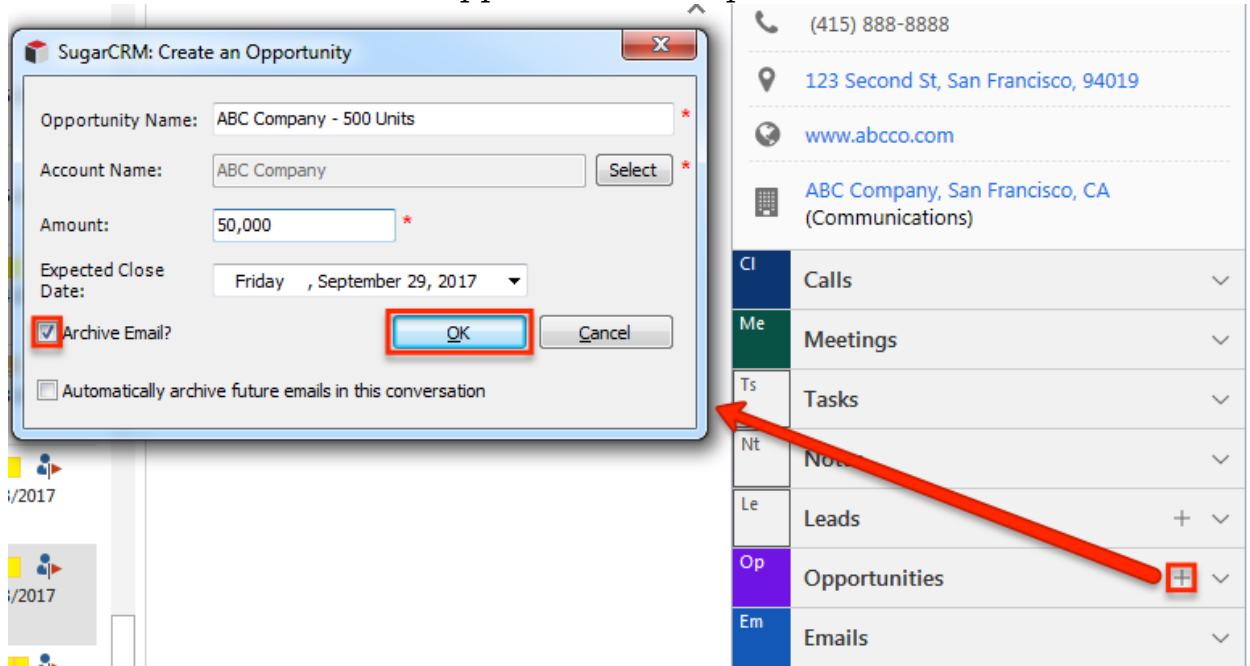 SugarCRM: Create an Opportunity
Opportunity Name: ABC Company - 500 Units *
Account Name: ABC Company Select *
Amount: 50,000 *
Expected Close
Date:
Friday , September 29, 2017
Archive Email? OK Cancel
Automatically archive future emails in this conversation
/2017
/2017
(415) 888-8888
123 Second St, San Francisco, 94019
www.abcco.com
ABC Company, San Francisco, CA
(Communications)
Cl Calls
Me Meetings
Ts Tasks
Nt
Le Leads
Op Opportunities
Em Emails